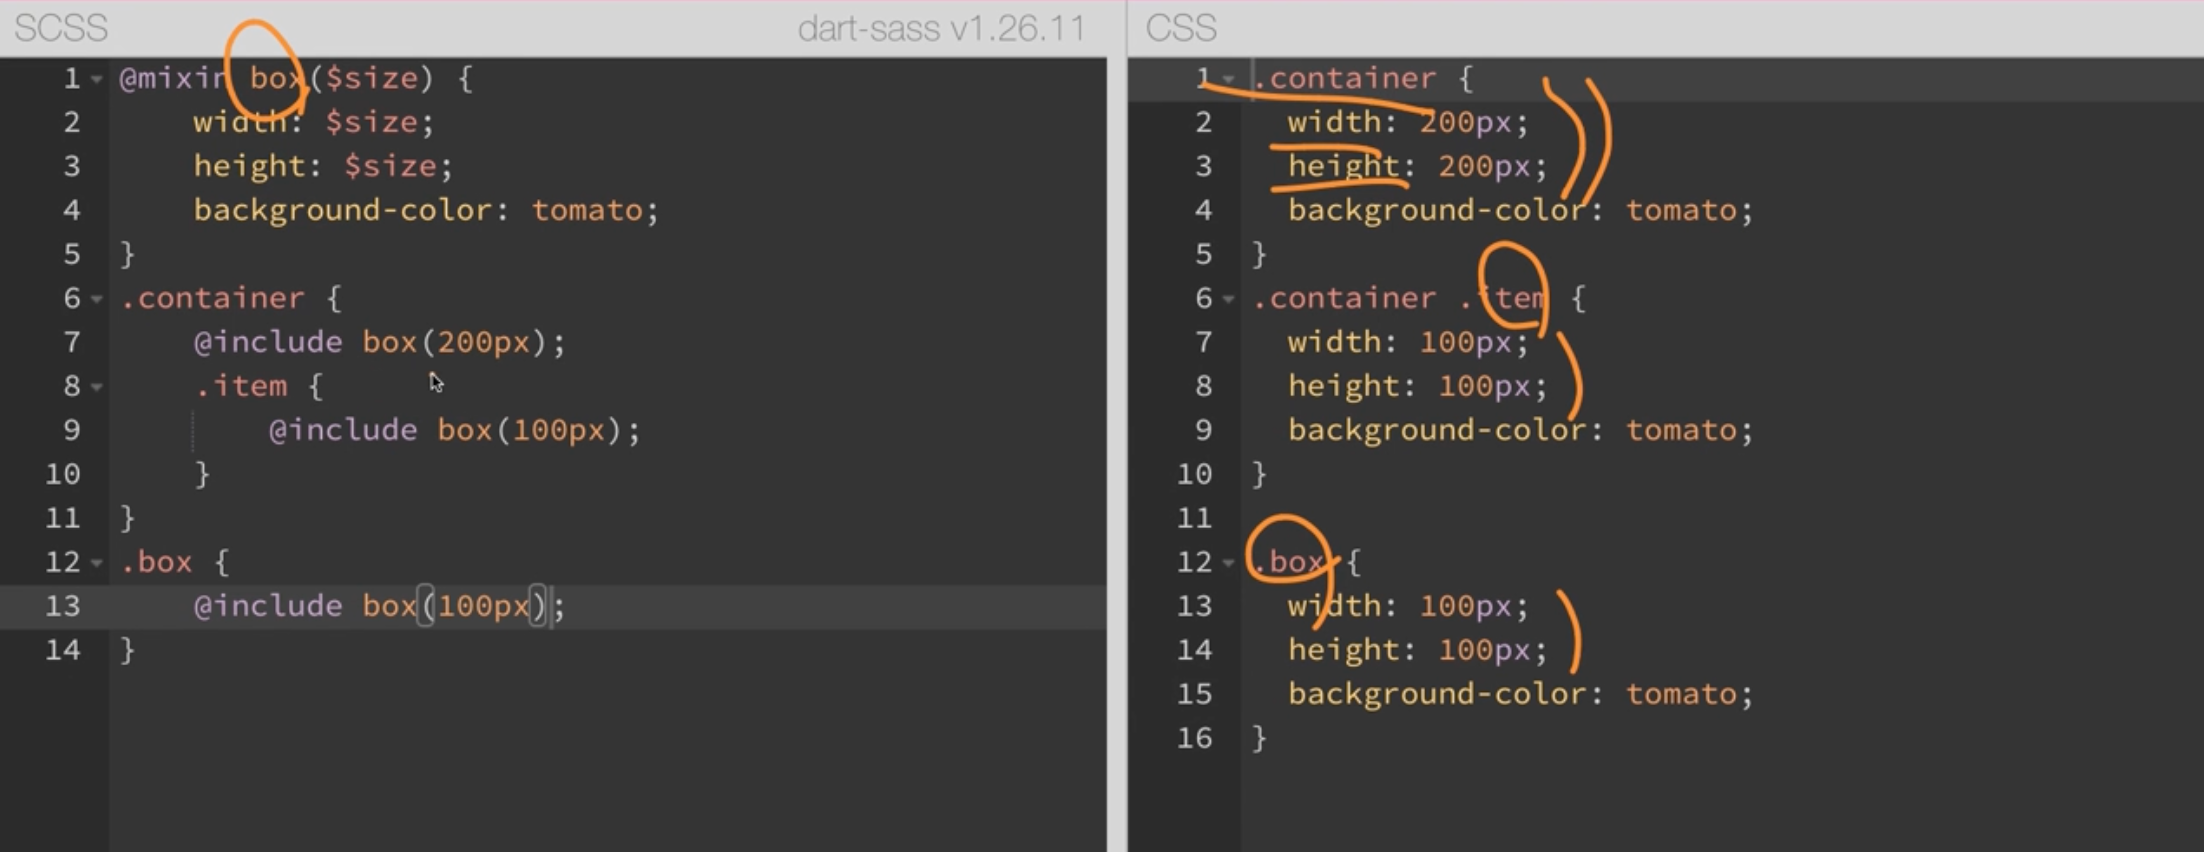 SCSS dart-sass v1.26.11
1 @mixin box($size) {
2 width: $size;
3 height: $size;
4 background-color: tomato;
5 }
6 .container {
7 @include box(200px);
8 .item {
9 @include box(100px);
10 }
11 }
12 .box {
13 @include box(100px);
14 }
CSS
1 .container {
2 width: 200px;
3 height: 200px;
4 background-color: tomato;
5 }
6 .container .item {
7 width: 100px;
8 height: 100px;
9 background-color: tomato;
10 }
11
12 .box {
13 width: 100px;
14 height: 100px;
15 background-color: tomato;
16 }